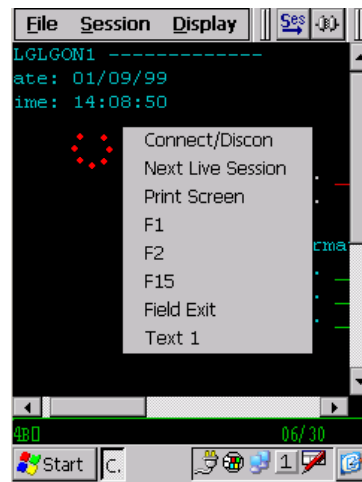 File Session Display Ses
LGLGON1 -------------
ate: 01/09/99
ime: 14:08:50
Connect/Discon
Next Live Session
Print Screen
F1
F2
rma
F15
Field Exit
Text 1
4B 06/30
Start C. 1